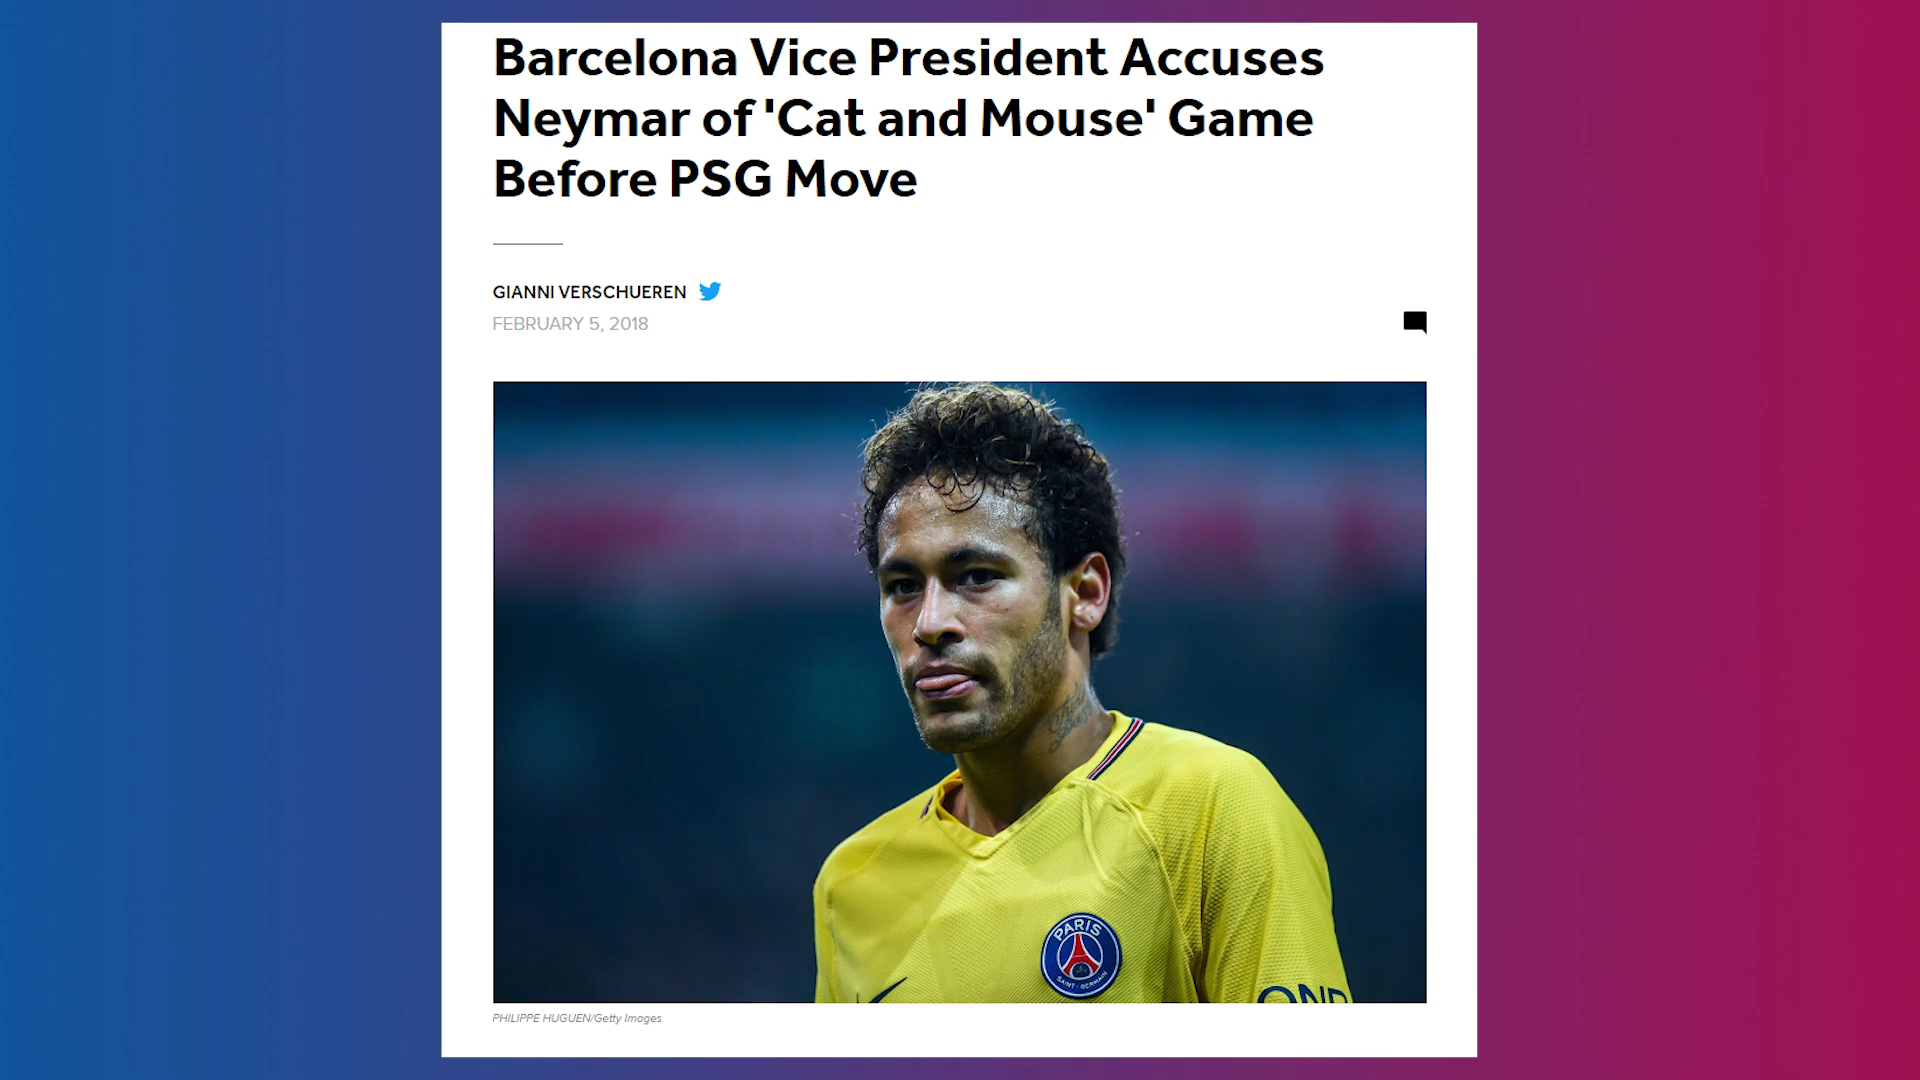 Barcelona Vice President Accuses
Neymar of 'Cat and Mouse' Game
Before PSG Move
GIANNI VERSCHUEREN
FEBRUARY 5, 2018
PARIS
SAINT-GERMAIN
PHILIPPE HUGUEN/Getty Images